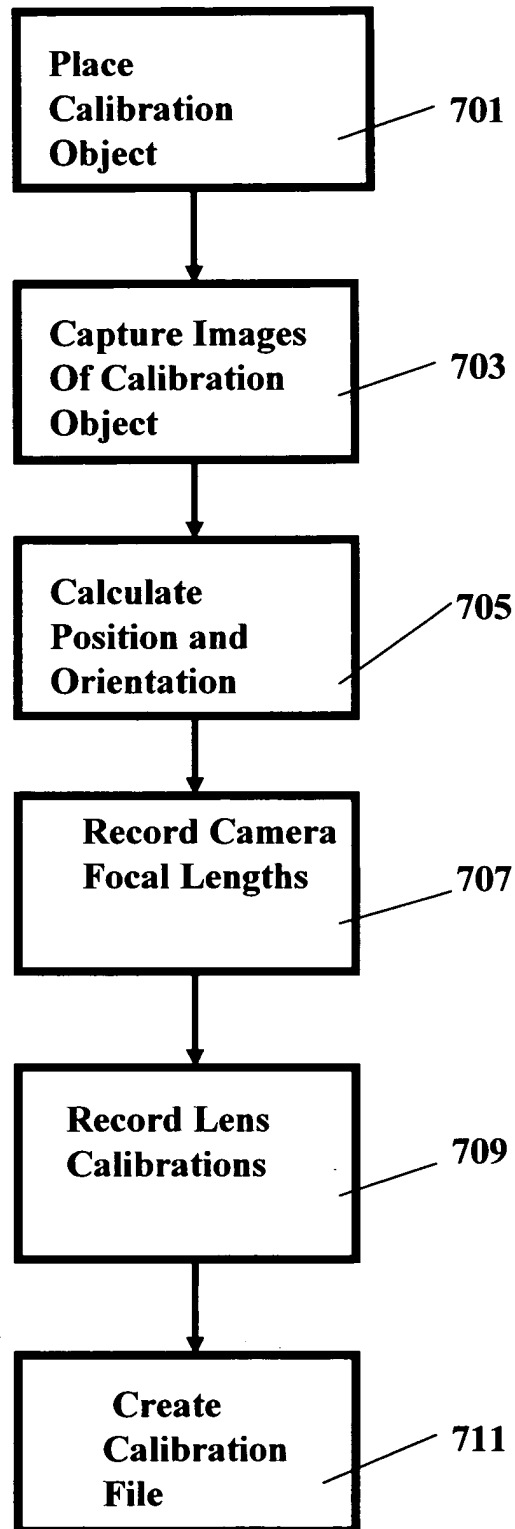 Place
Calibration
Object
701
Capture Images
Of Calibration
Object
703
Calculate
Position and
Orientation
705
Record Camera
Focal Lengths
707
Record Lens
Calibrations
709
Create
Calibration
File
711